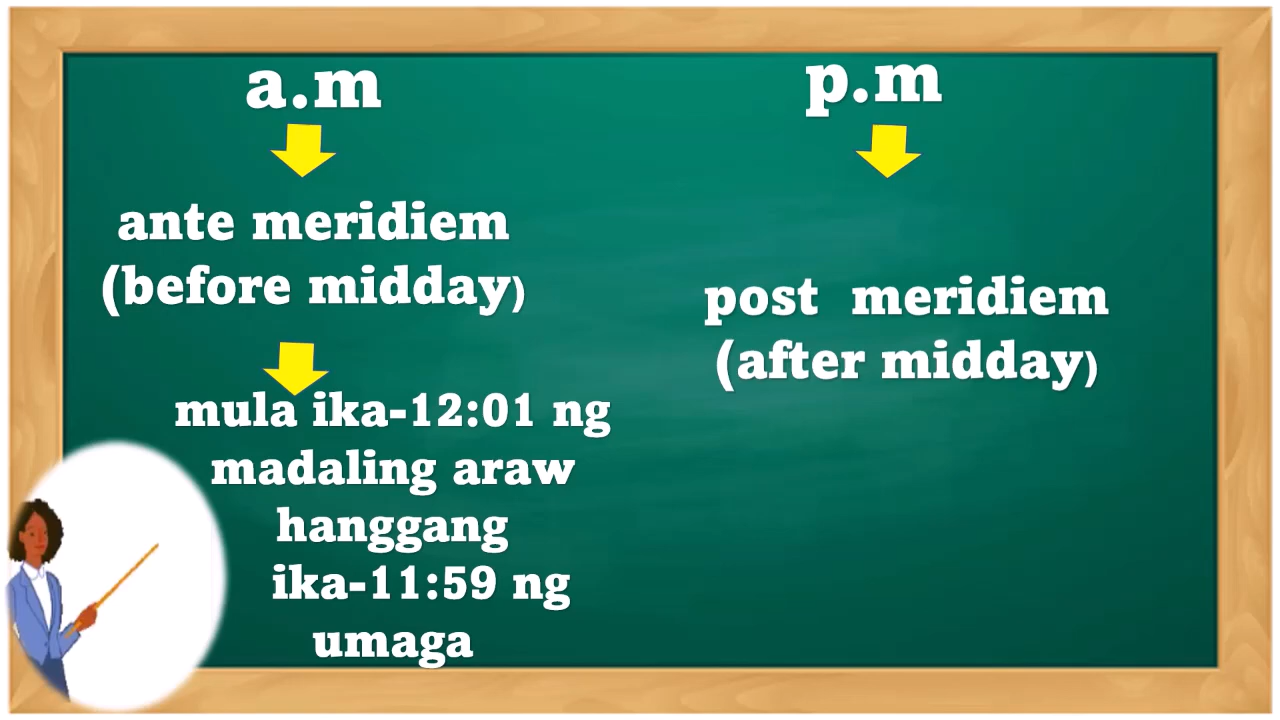 a.m
ante meridiem
(before midday)
mula ika-12:01 ng
madaling araw
hanggang
ika-11:59 ng
umaga
p.m
post meridiem
(after midday)